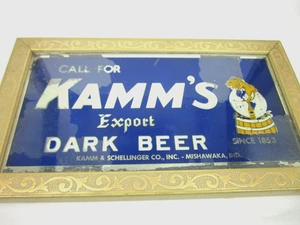 CALL FOR
KAMM'S
Export
DARK BEER
SINCE 1853
KAMM & SCHELLINGER CO., INC. - MISHAWAKA, IND.